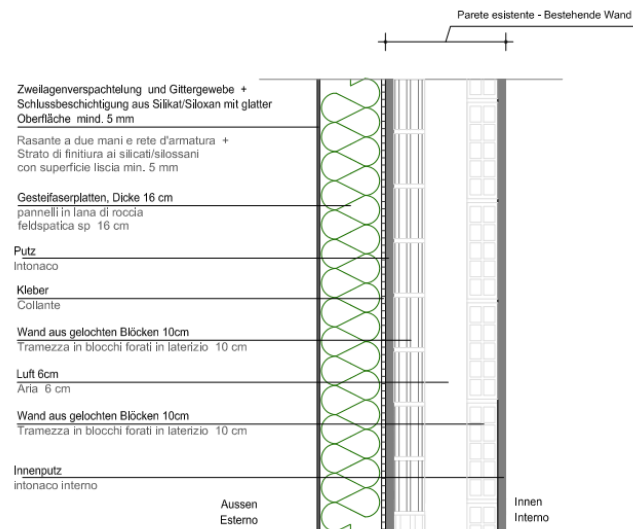 Parete esistente - Bestehende Wand
Zweilagenverspachtelung und Gittergewebe +
Schlussbeschichtigung aus Silikat/Siloxan mit glatter
Oberfläche mind. 5 mm
Rasante a due mani e rete d'armatura +
Strato di finitura ai silicati/silossani
con superficie liscia min. 5 mm
Gesteifaserplatten, Dicke 16 cm
pannelli in lana di roccia
feldspatica sp 16 cm
Putz
Intonaco
Kleber
Collante
Wand aus gelochten Blöcken 10cm
Tramezza in blocchi forati in laterizio 10 cm
Luft 6cm
Aria 6 cm
Wand aus gelochten Blöcken 10cm
Tramezza in blocchi forati in laterizio 10 cm
Innenputz
intonaco interno
Aussen
Esterno
Innen
Interno